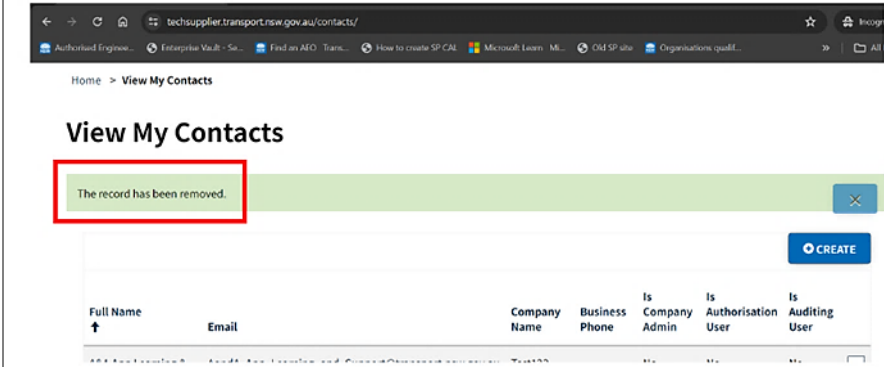 techsupplier.transport.nsw.gov.au/contacts/
Incogn
Authorised Enginee... Enterprise Vault - Se... Find an AEO Trans... How to create SP CAL Microsoft Learn Mi... Old SP site Organisations qualif... » All
Home > View My Contacts
View My Contacts
The record has been removed.
CREATE
Full Name Email Company Name Business Phone Is Company Admin Is Authorisation User Is Auditing User